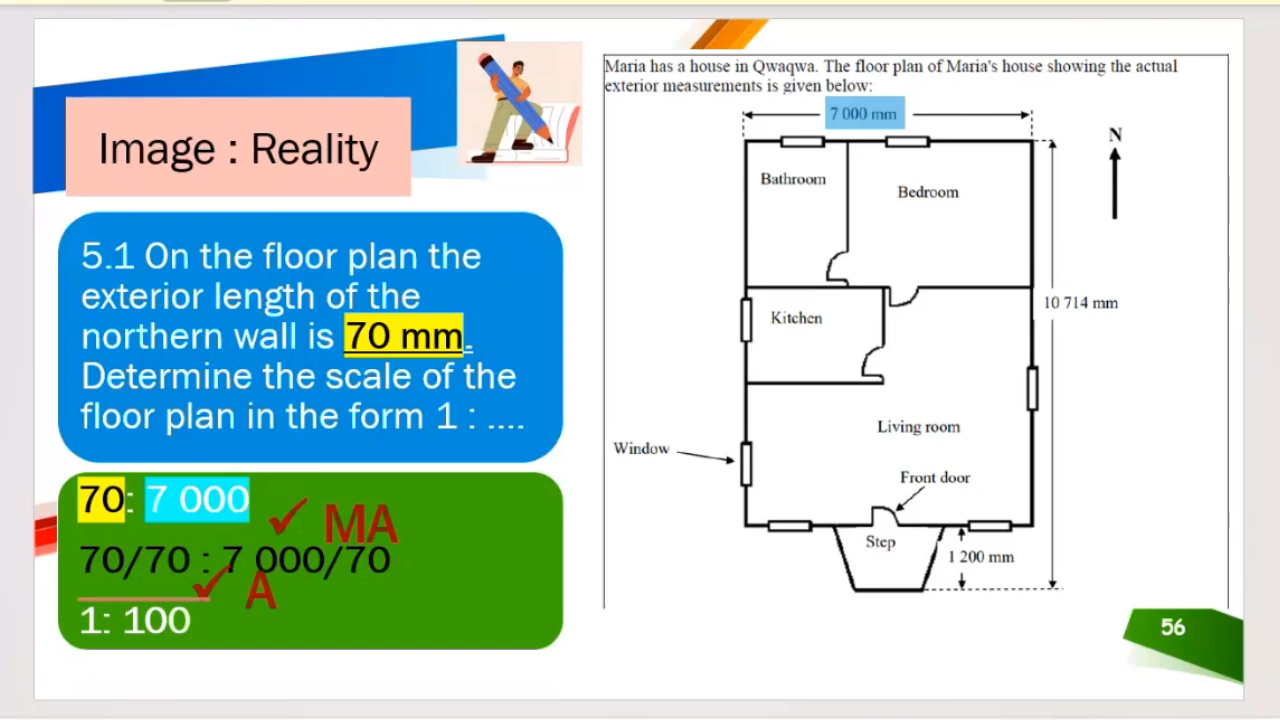 Image : Reality
5.1 On the floor plan the
exterior length of the
northern wall is 70 mm.
Determine the scale of the
floor plan in the form 1 : ....
70: 7 000
MA
70/70 : 7 000/70
A
1: 100
Maria has a house in Qwaqwa. The floor plan of Maria's house showing the actual
exterior measurements is given below:
7 000 mm
N
Bathroom
Bedroom
10 714 mm
Kitchen
Living room
Window
Front door
Step
1 200 mm
56